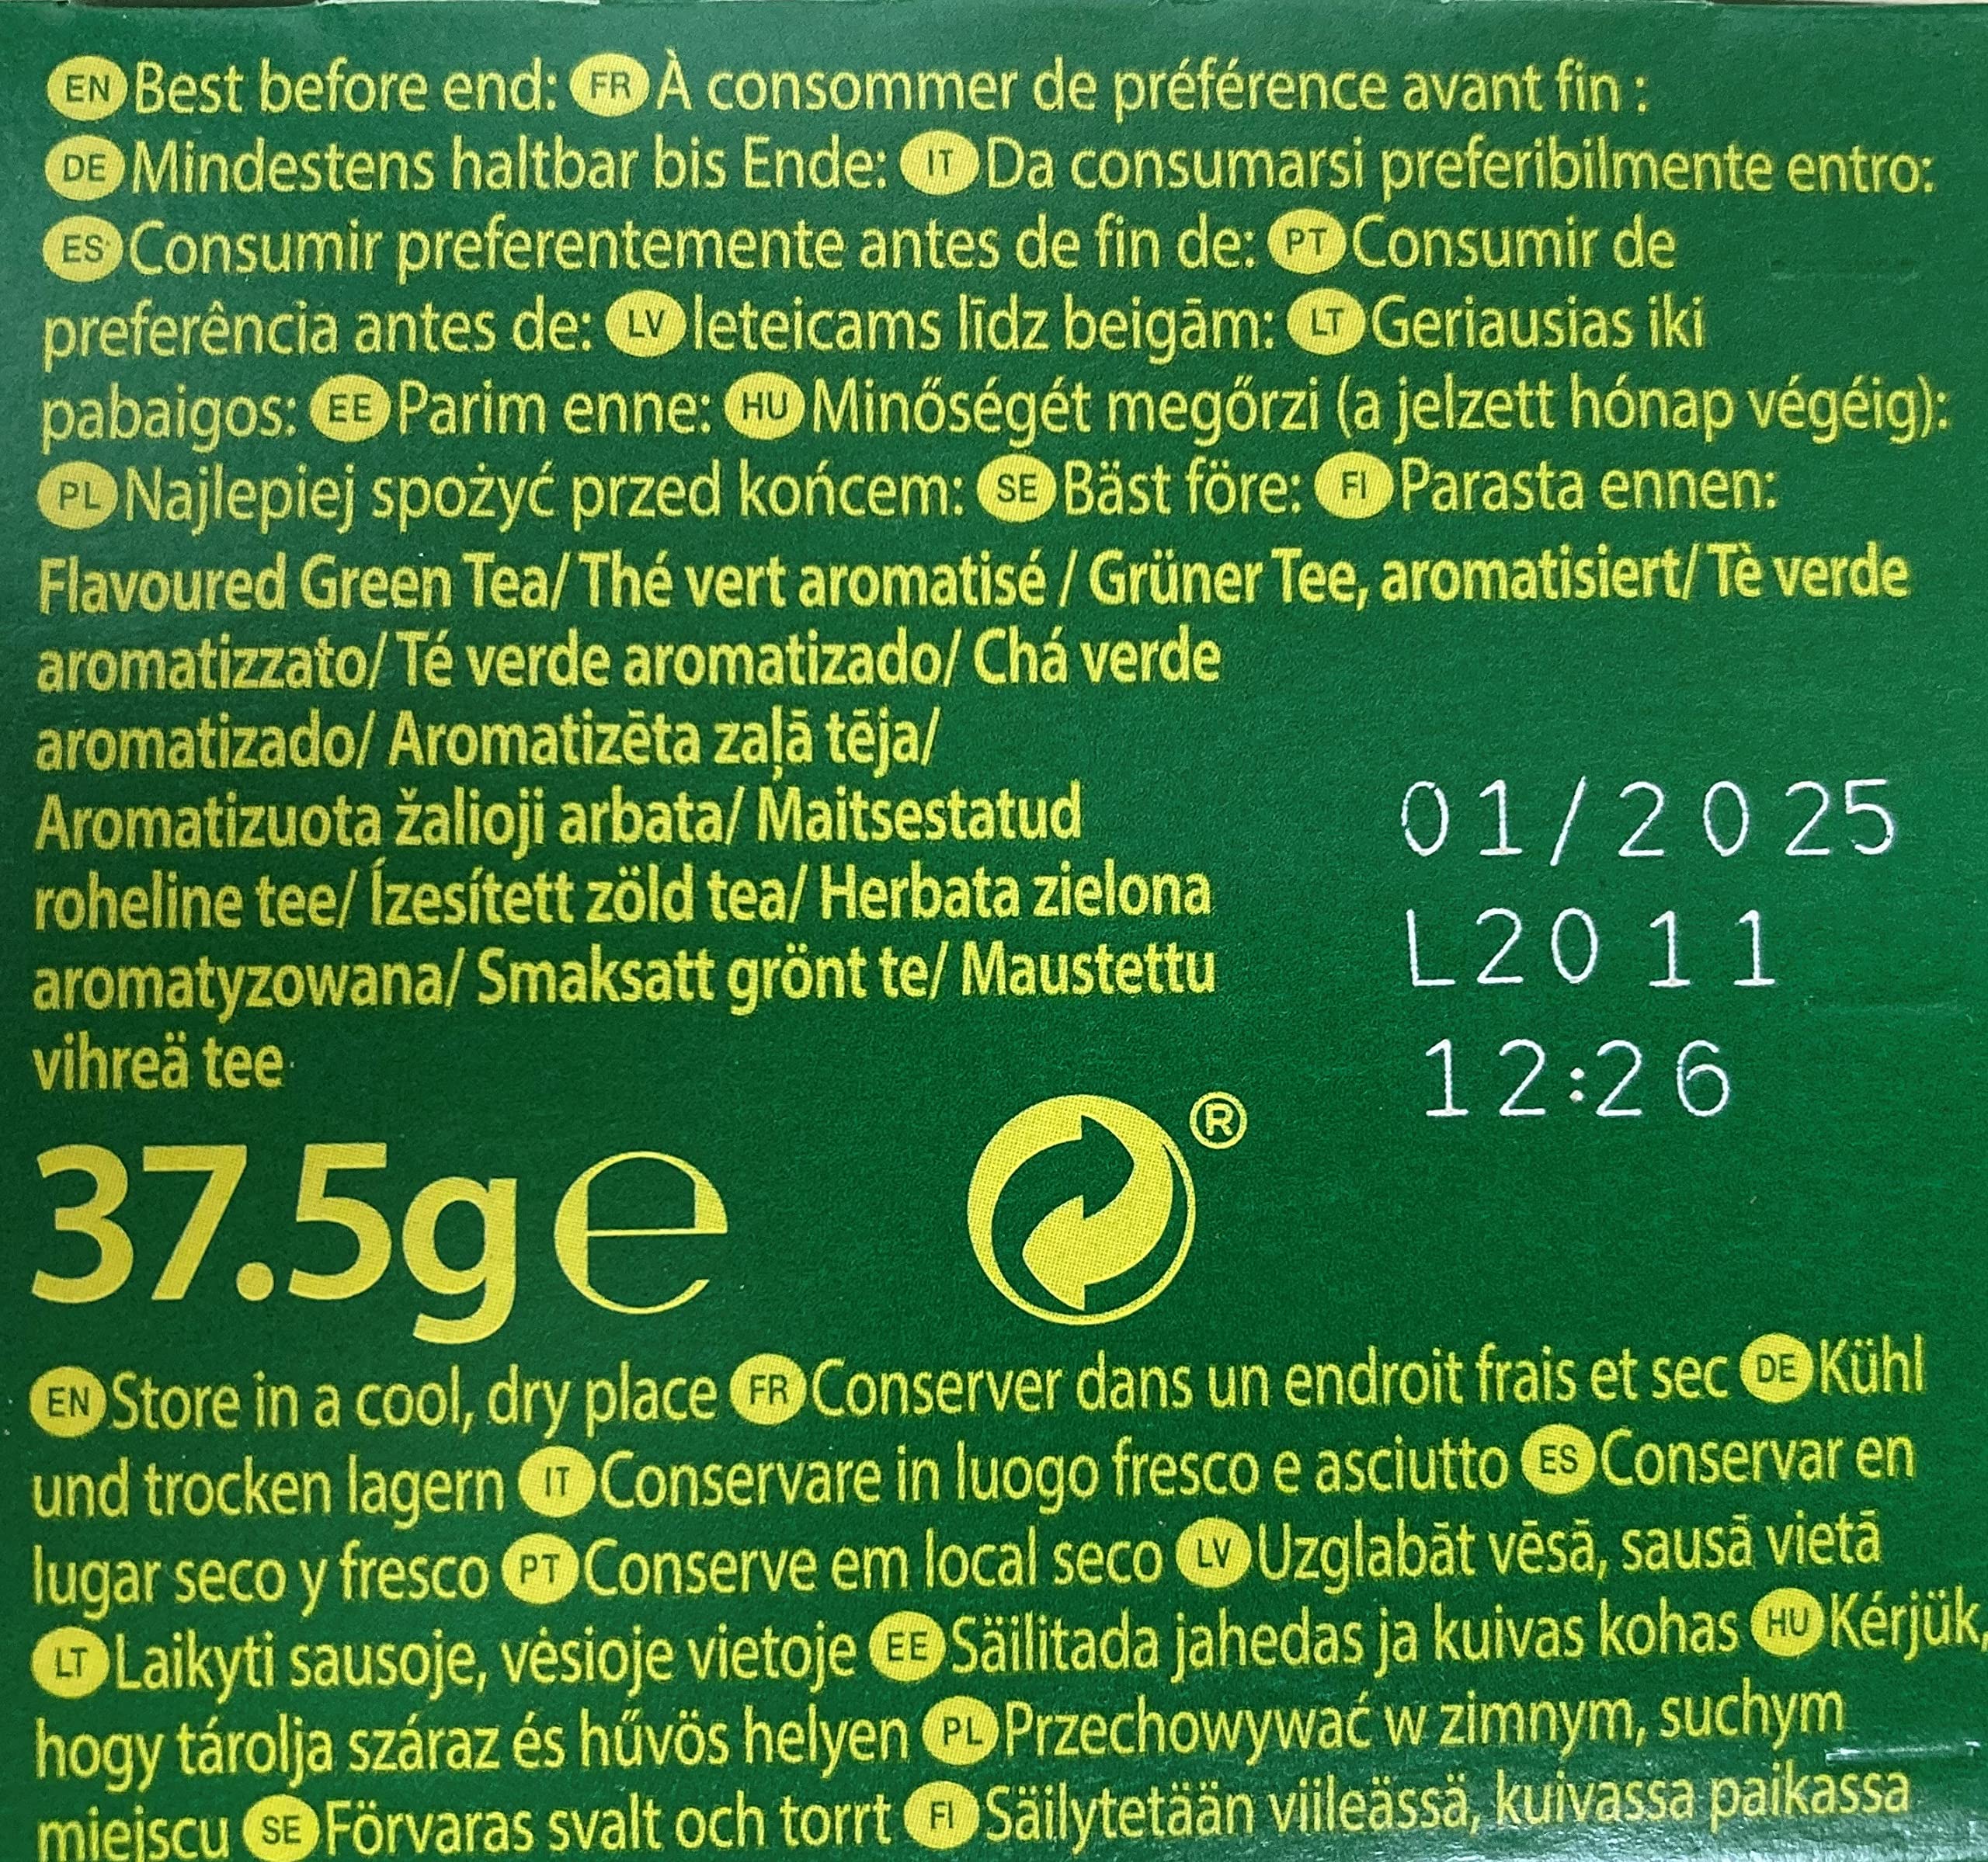 EN Best before end: FR À consommer de préférence avant fin :
DE Mindestens haltbar bis Ende: IT Da consumarsi preferibilmente entro:
ES Consumir preferentemente antes de fin de: PT Consumir de
preferência antes de: LV Ieteicams līdz beigām: LT Geriausias iki
pabaigos: EE Parim enne: HU Minőségét megőrzi (a jelzett hónap végéig):
PL Najlepiej spożyć przed końcem: SE Bäst före: FI Parasta ennen:
Flavoured Green Tea/ Thé vert aromatisé / Grüner Tee, aromatisiert/ Tè verde
aromatizzato/ Té verde aromatizado/ Chá verde
aromatizado/ Aromatizēta zaļā tēja/
Aromatizuota žalioji arbata/ Maitsestatud
roheline tee/ Ízesített zöld tea/ Herbata zielona
aromatyzowana/ Smaksatt grönt te/ Maustettu
vihreä tee
01/2025
L2011
12:26
37.5g e
®
EN Store in a cool, dry place FR Conserver dans un endroit frais et sec DE Kühl
und trocken lagern IT Conservare in luogo fresco e asciutto ES Conservar en
lugar seco y fresco PT Conserve em local seco LV Uzglabāt vēsā, sausā vietā
LT Laikyti sausoje, vėsioje vietoje EE Säilitada jahedas ja kuivas kohas HU Kérjük,
hogy tárolja száraz és hűvös helyen PL Przechowywać w zimnym, suchym
miejscu SE Förvaras svalt och torrt FI Säilytetään viileässä, kuivassa paikassa